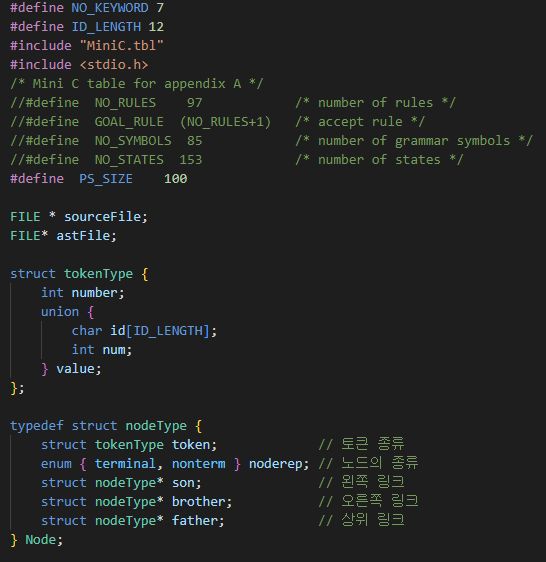 #define NO_KEYWORD 7
#define ID_LENGTH 12
#include "MiniC.tbl"
#include <stdio.h>
/* Mini C table for appendix A */
//#define  NO_RULES    97            /* number of rules */
//#define  GOAL_RULE  (NO_RULES+1)   /* accept rule */
//#define  NO_SYMBOLS  85            /* number of grammar symbols */
//#define  NO_STATES  153            /* number of states */
#define  PS_SIZE    100

FILE * sourceFile;
FILE* astFile;

struct tokenType {
    int number;
    union {
        char id[ID_LENGTH];
        int num;
    } value;
};

typedef struct nodeType {
    struct tokenType token;             // 토큰 종류
    enum { terminal, nonterm } noderep; // 노드의 종류
    struct nodeType* son;               // 왼쪽 링크
    struct nodeType* brother;           // 오른쪽 링크
    struct nodeType* father;            // 상위 링크
} Node;